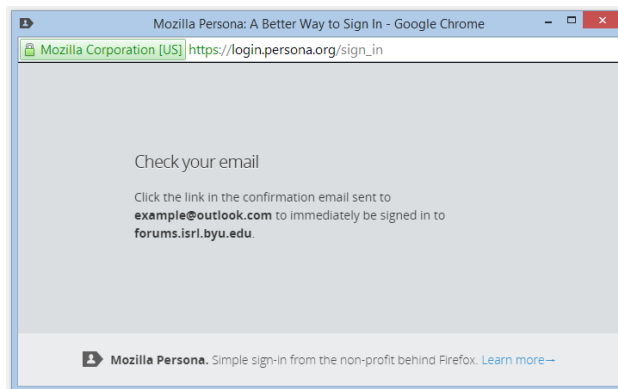 Mozilla Persona: A Better Way to Sign In - Google Chrome
Mozilla Corporation [US] https://login.persona.org/sign_in
Check your email
Click the link in the confirmation email sent to
example@outlook.com to immediately be signed in to
forums.isrl.byu.edu.
Mozilla Persona. Simple sign-in from the non-profit behind Firefox. Learn more→